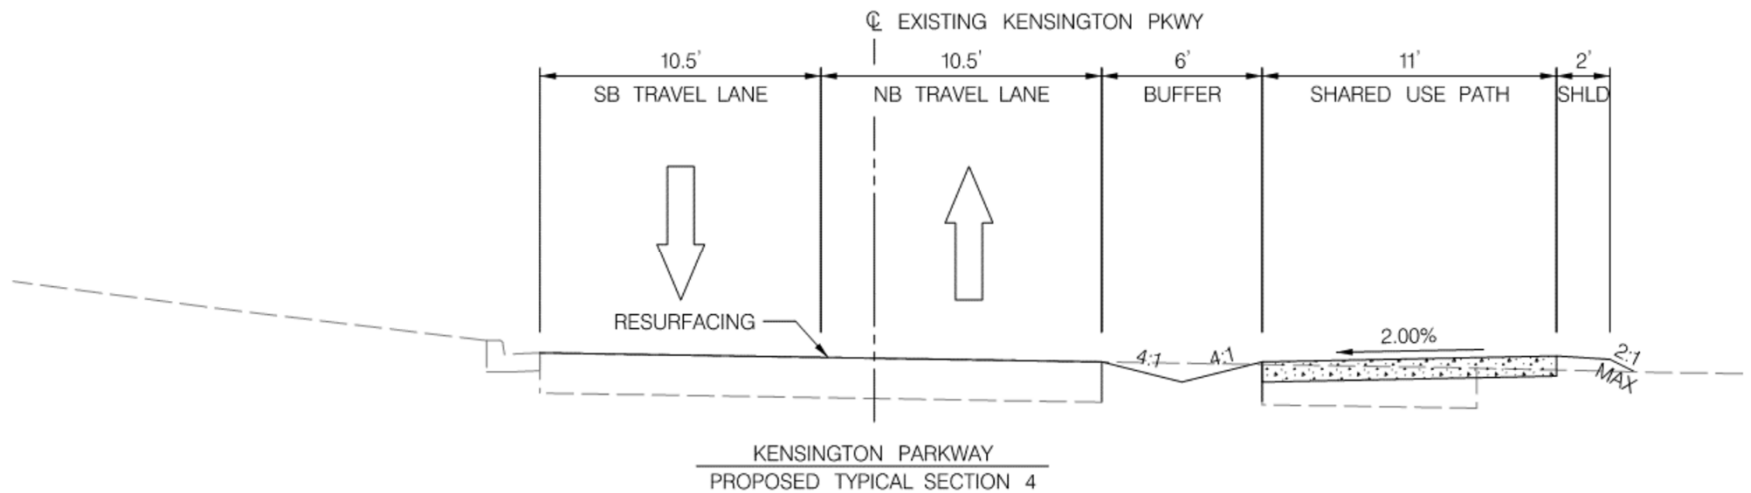 ℄ EXISTING KENSINGTON PKWY
10.5' 10.5' 6' 11' 2'
SB TRAVEL LANE NB TRAVEL LANE BUFFER SHARED USE PATH SHLD
RESURFACING
2.00%
4:1 4:1 2:1
MAX
KENSINGTON PARKWAY
PROPOSED TYPICAL SECTION 4